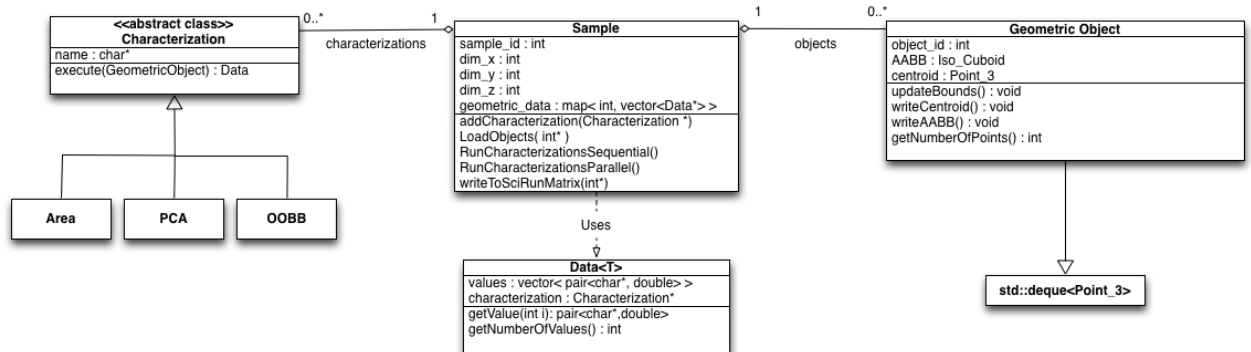 <<abstract class>>
Characterization
name : char*
execute(GeometricObject) : Data
0..*
1
characterizations
Sample
sample_id : int
dim_x : int
dim_y : int
dim_z : int
geometric_data : map< int, vector<Data*> >
addCharacterization(Characterization *)
LoadObjects( int* )
RunCharacterizationsSequential()
RunCharacterizationsParallel()
writeToSciRunMatrix(int*)
1
0..*
objects
Geometric Object
object_id : int
AABB : Iso_Cuboid
centroid : Point_3
updateBounds() : void
writeCentroid() : void
writeAABB() : void
getNumberOfPoints() : int
Area
PCA
OOBB
Uses
Data<T>
values : vector< pair<char*, double> >
characterization : Characterization*
getValue(int i): pair<char*,double>
getNumberOfValues() : int
std::deque<Point_3>